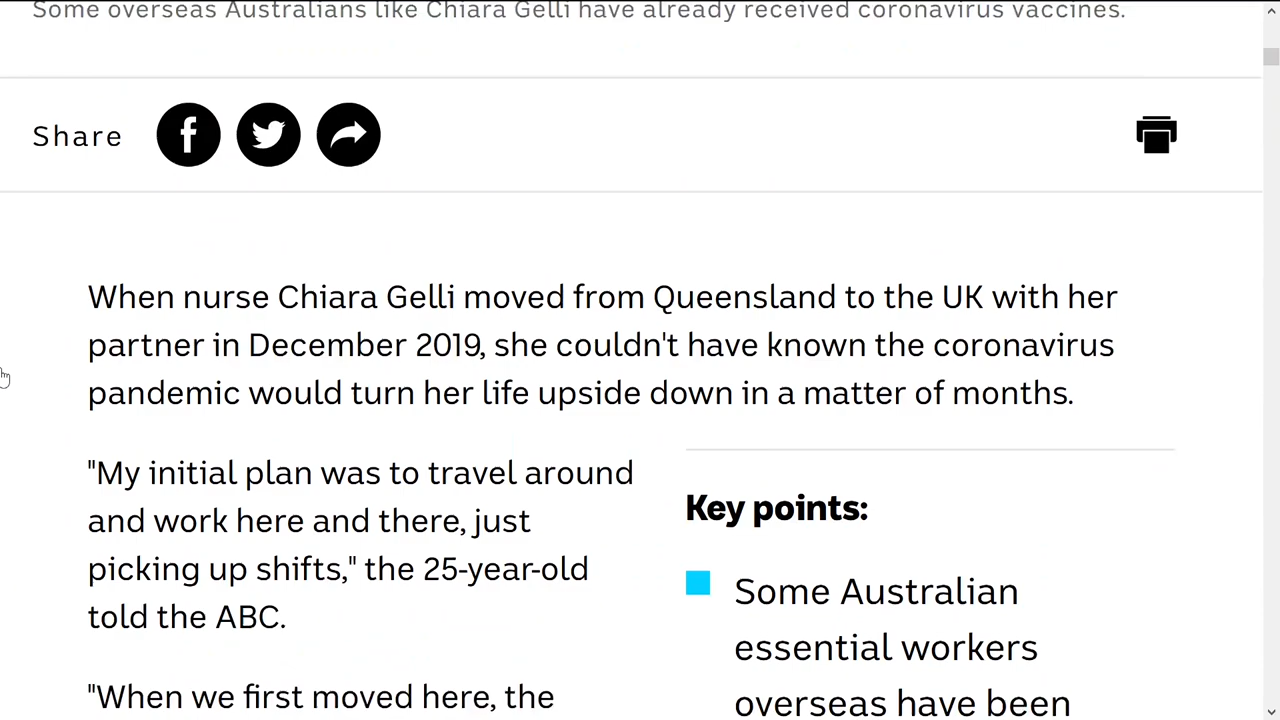 Some overseas Australians like Chiara Gelli have already received coronavirus vaccines.
Share
When nurse Chiara Gelli moved from Queensland to the UK with her
partner in December 2019, she couldn't have known the coronavirus
pandemic would turn her life upside down in a matter of months.
"My initial plan was to travel around
and work here and there, just
picking up shifts," the 25-year-old
told the ABC.
"When we first moved here, the
Key points:
Some Australian
essential workers
overseas have been